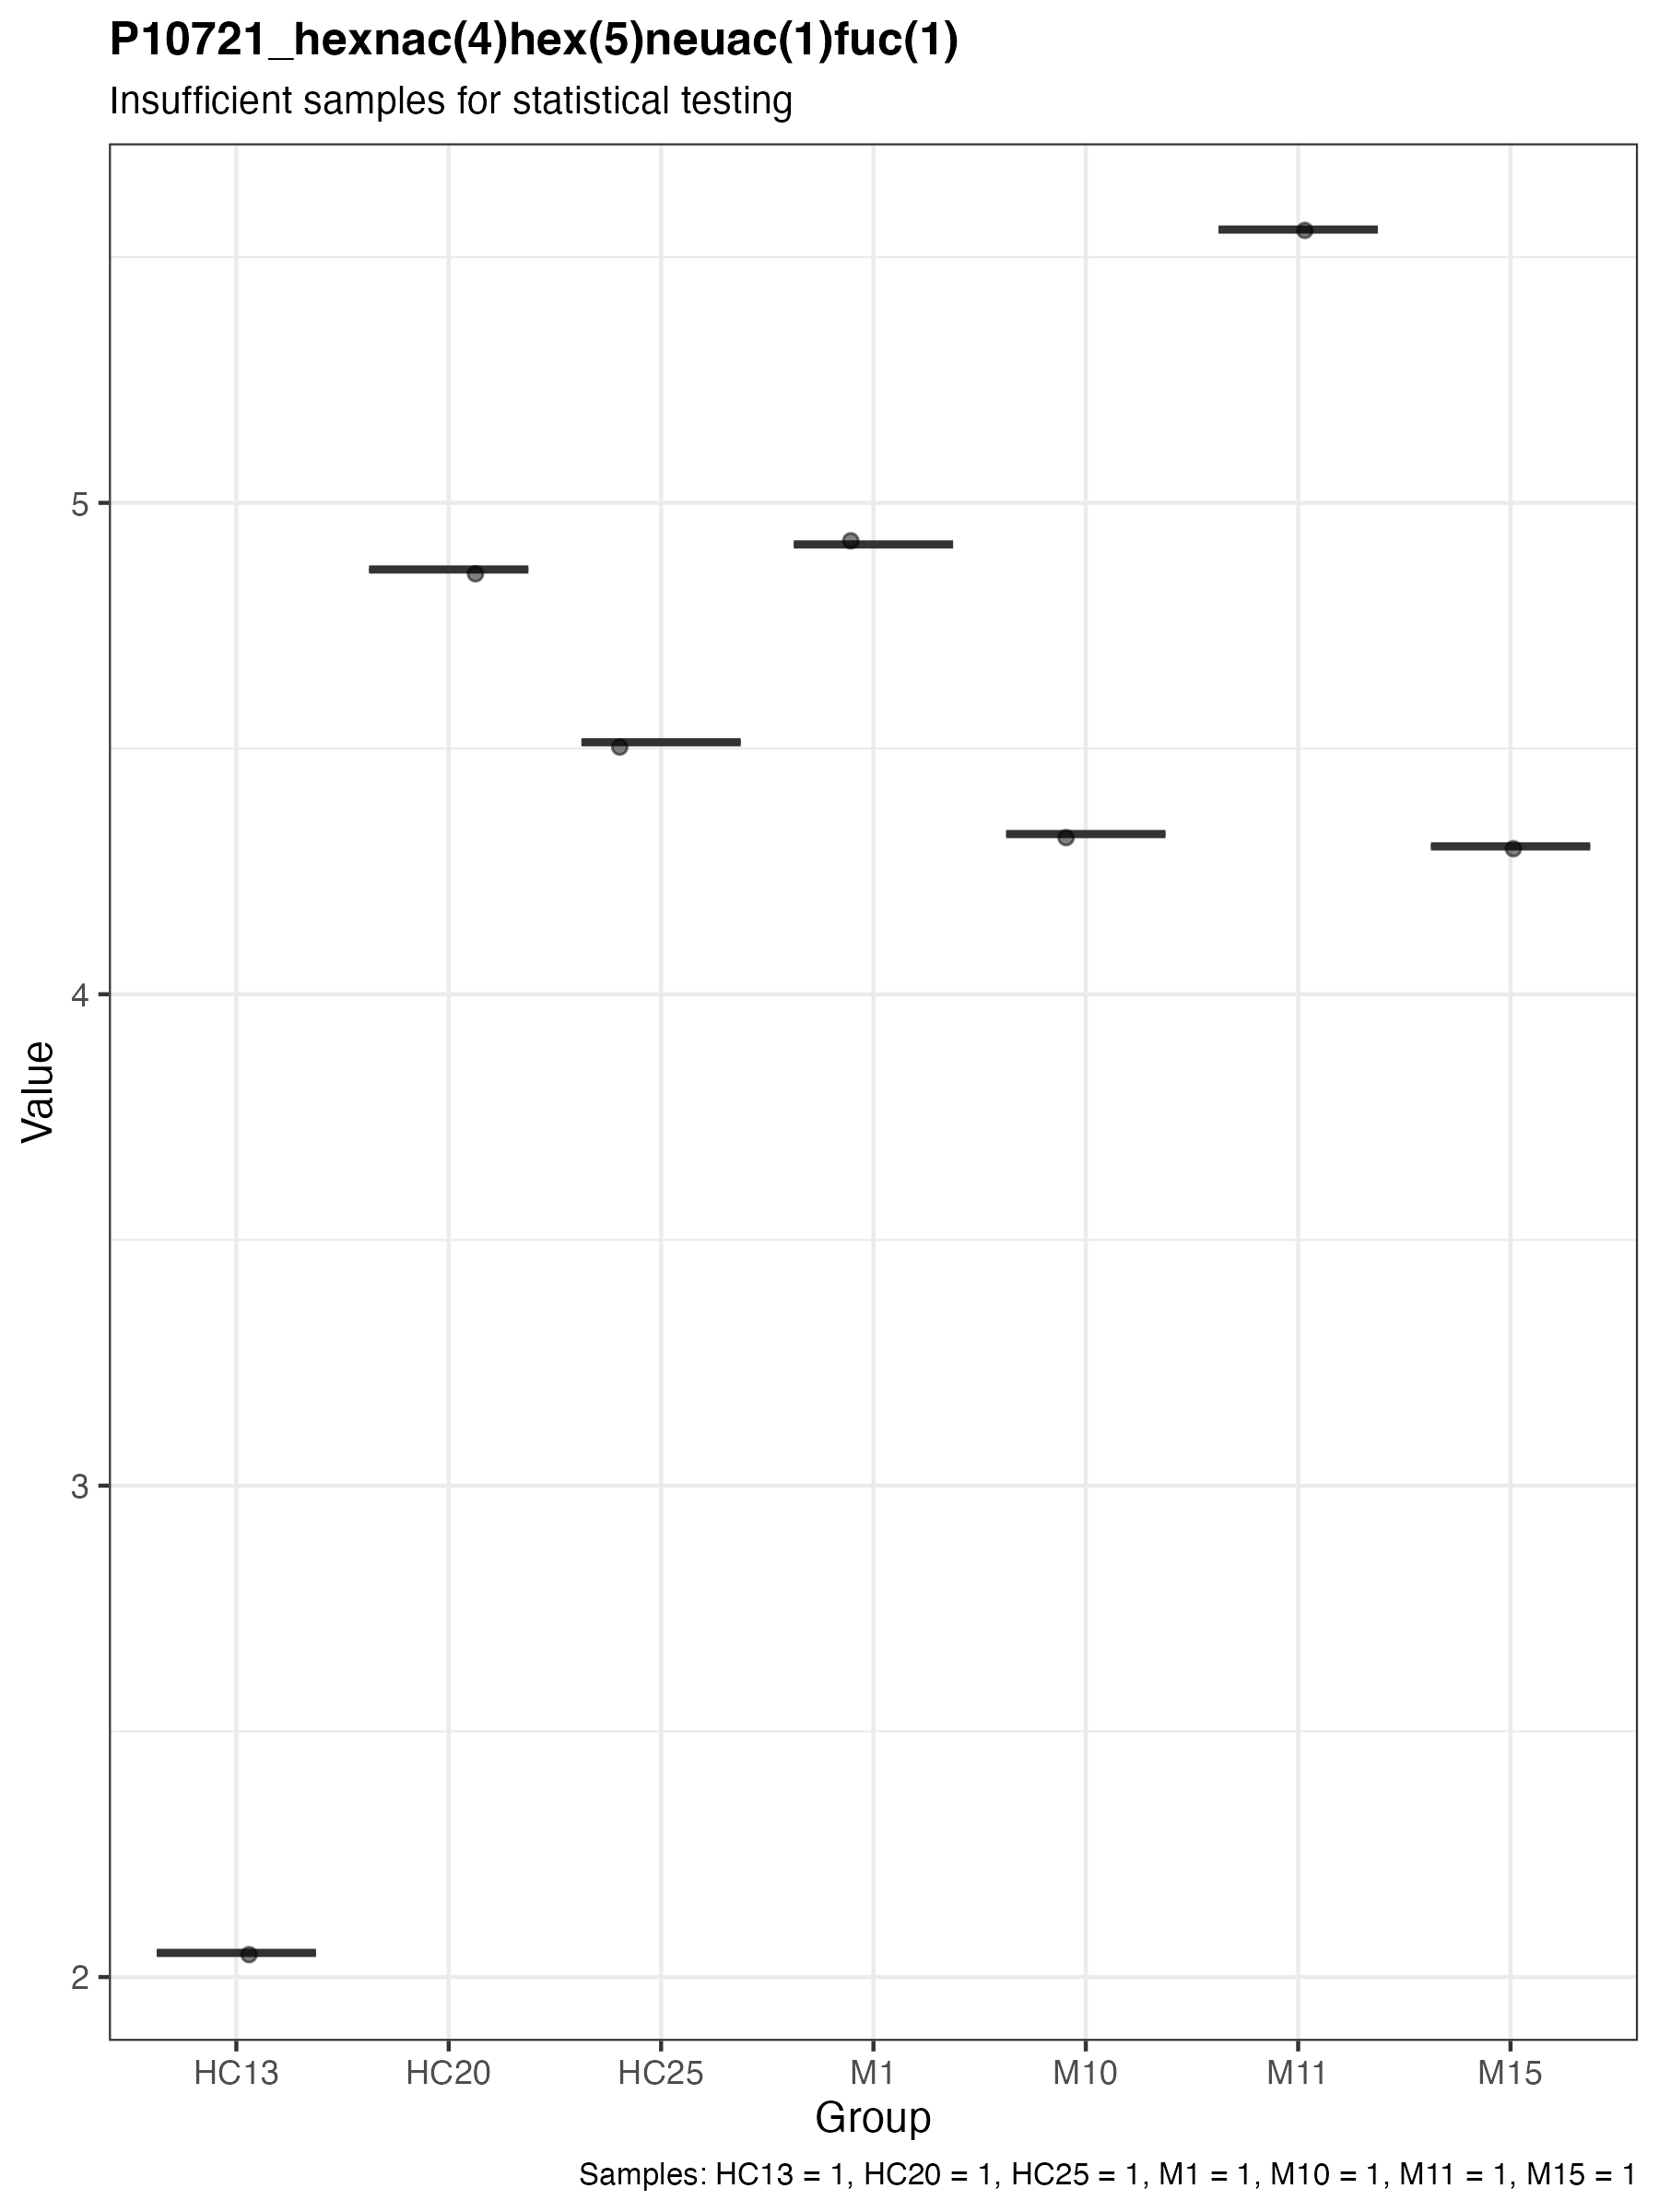 P10721_hexnac(4)hex(5)neuac(1)fuc(1)
Insufficient samples for statistical testing
5
4
3
2
Value
HC13 HC20 HC25 M1 M10 M11 M15
Group
Samples: HC13 = 1, HC20 = 1, HC25 = 1, M1 = 1, M10 = 1, M11 = 1, M15 = 1